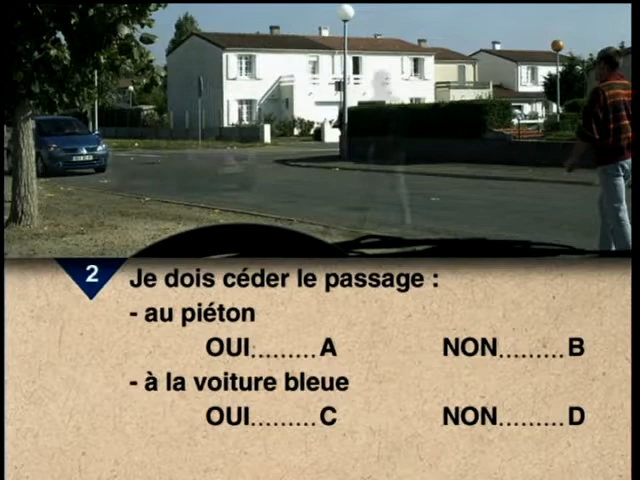 2
Je dois céder le passage :
- au piéton
OUI.........A NON.........B
- à la voiture bleue
OUI.........C NON.........D